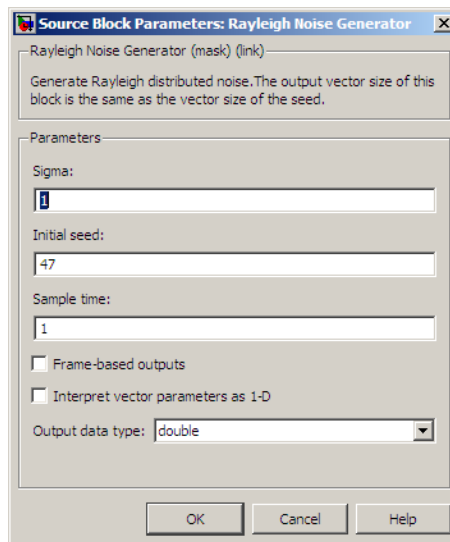 Source Block Parameters: Rayleigh Noise Generator
Rayleigh Noise Generator (mask) (link)
Generate Rayleigh distributed noise.The output vector size of this
block is the same as the vector size of the seed.
Parameters
Sigma:
1
Initial seed:
47
Sample time:
1
Frame-based outputs
Interpret vector parameters as 1-D
Output data type: double
OK Cancel Help